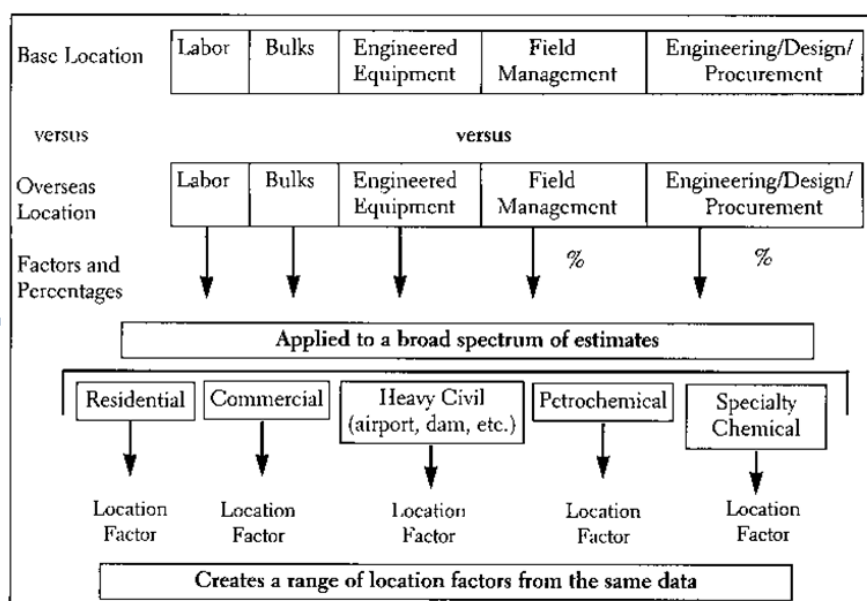 Base Location
Labor Bulks Engineered Equipment Field Management Engineering/Design/ Procurement
versus versus
Overseas Location
Labor Bulks Engineered Equipment Field Management Engineering/Design/ Procurement
Factors and Percentages
% %
Applied to a broad spectrum of estimates
Residential Commercial Heavy Civil (airport, dam, etc.) Petrochemical Specialty Chemical
Location Factor Location Factor Location Factor Location Factor Location Factor
Creates a range of location factors from the same data